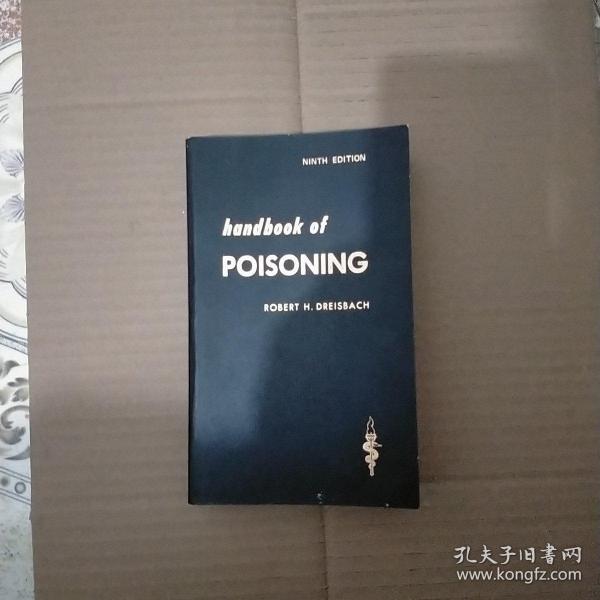 NINTH EDITION
handbook of
POISONING
ROBERT H. DREISBACH
孔夫子旧书网
www.kongfz.com